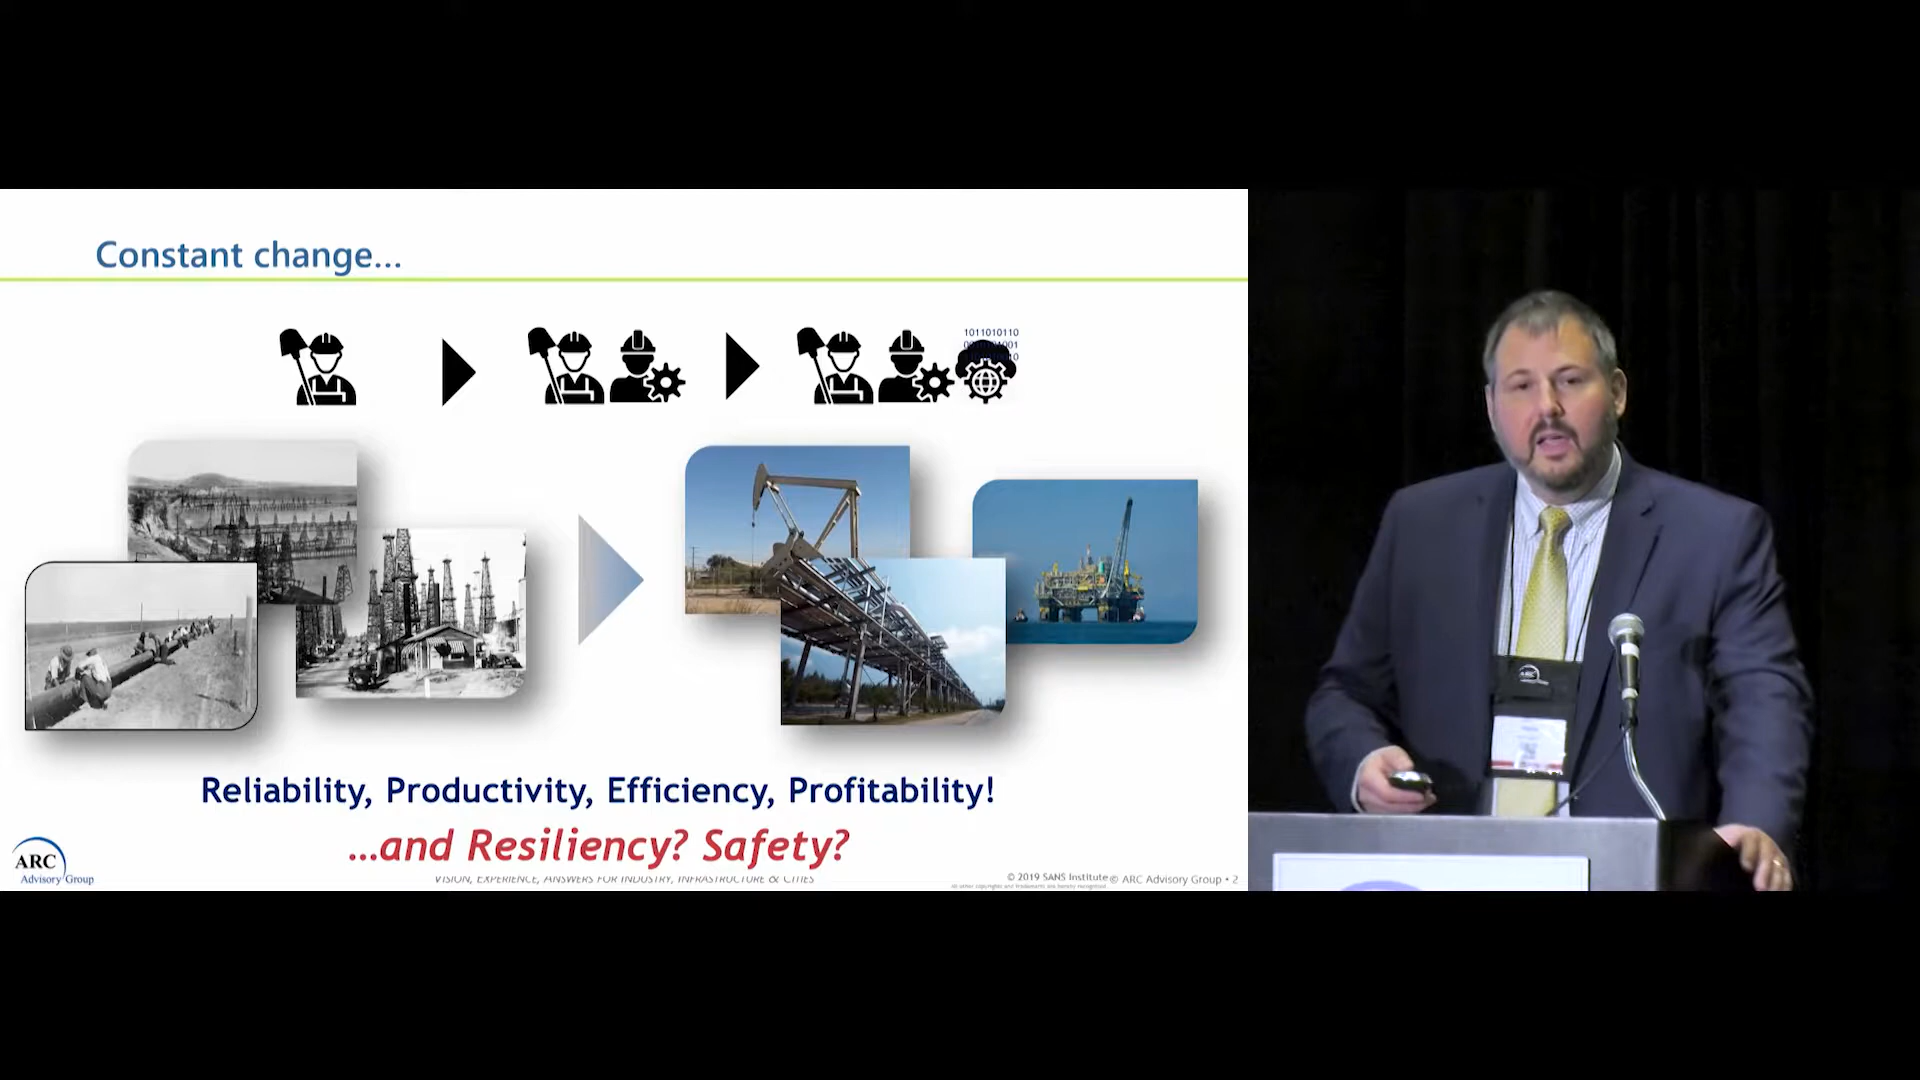 Constant change...
1011010110
Reliability, Productivity, Efficiency, Profitability!
...and Resiliency? Safety?
ARC
Advisory Group
VISION, EXPERIENCE, ANSWERS FOR INDUSTRY, INFRASTRUCTURE & CITIES
© 2019 SANS Institute © ARC Advisory Group • 2
ARC